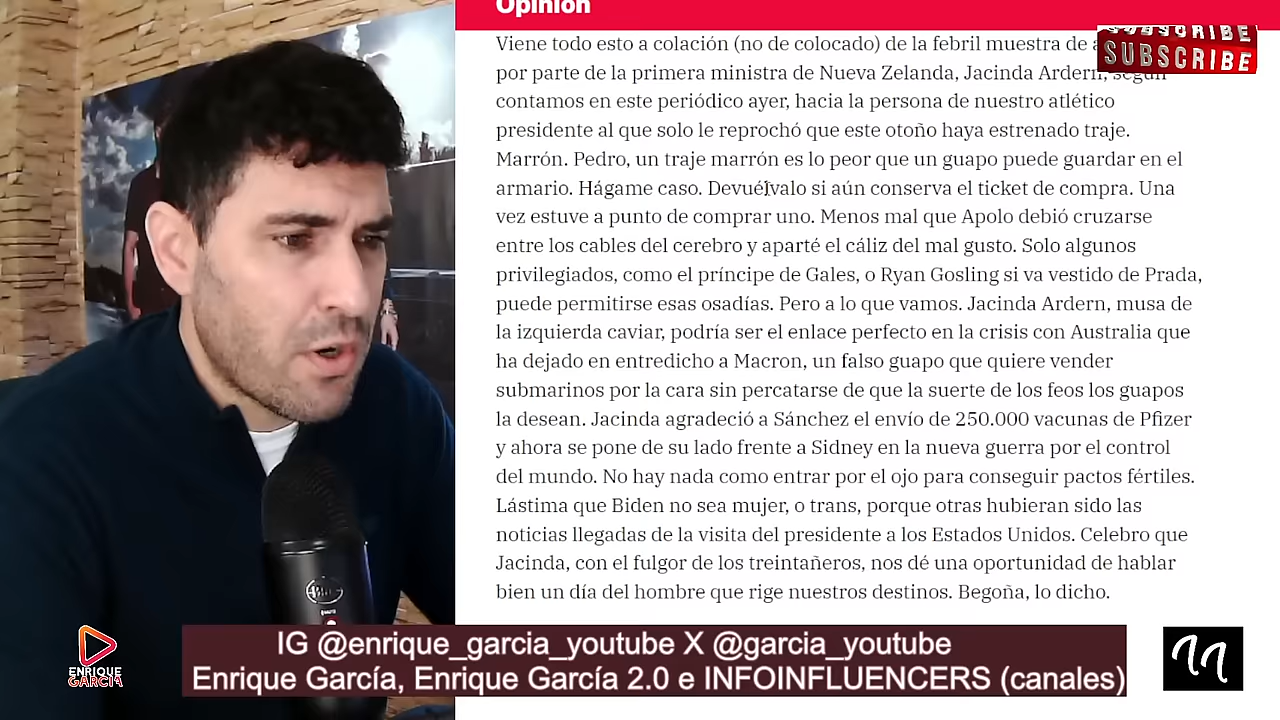 Opinión
SUBSCRIBE
SUBSCRIBE
Viene todo esto a colación (no de colocado) de la febril muestra de
por parte de la primera ministra de Nueva Zelanda, Jacinda Ardern, según
contamos en este periódico ayer, hacia la persona de nuestro atlético
presidente al que solo le reprochó que este otoño haya estrenado traje.
Marrón. Pedro, un traje marrón es lo peor que un guapo puede guardar en el
armario. Hágame caso. Devuélvalo si aún conserva el ticket de compra. Una
vez estuve a punto de comprar uno. Menos mal que Apolo debió cruzarse
entre los cables del cerebro y aparté el cáliz del mal gusto. Solo algunos
privilegiados, como el príncipe de Gales, o Ryan Gosling si va vestido de Prada,
puede permitirse esas osadías. Pero a lo que vamos. Jacinda Ardern, musa de
la izquierda caviar, podría ser el enlace perfecto en la crisis con Australia que
ha dejado en entredicho a Macron, un falso guapo que quiere vender
submarinos por la cara sin percatarse de que la suerte de los feos los guapos
la desean. Jacinda agradeció a Sánchez el envío de 250.000 vacunas de Pfizer
y ahora se pone de su lado frente a Sidney en la nueva guerra por el control
del mundo. No hay nada como entrar por el ojo para conseguir pactos fértiles.
Lástima que Biden no sea mujer, o trans, porque otras hubieran sido las
noticias llegadas de la visita del presidente a los Estados Unidos. Celebro que
Jacinda, con el fulgor de los treintañeros, nos dé una oportunidad de hablar
bien un día del hombre que rige nuestros destinos. Begoña, lo dicho.
Blue
IG @enrique_garcia_youtube X @garcia_youtube
Enrique García, Enrique García 2.0 e INFOINFLUENCERS (canales)
ENRIQUE
GARCÍA